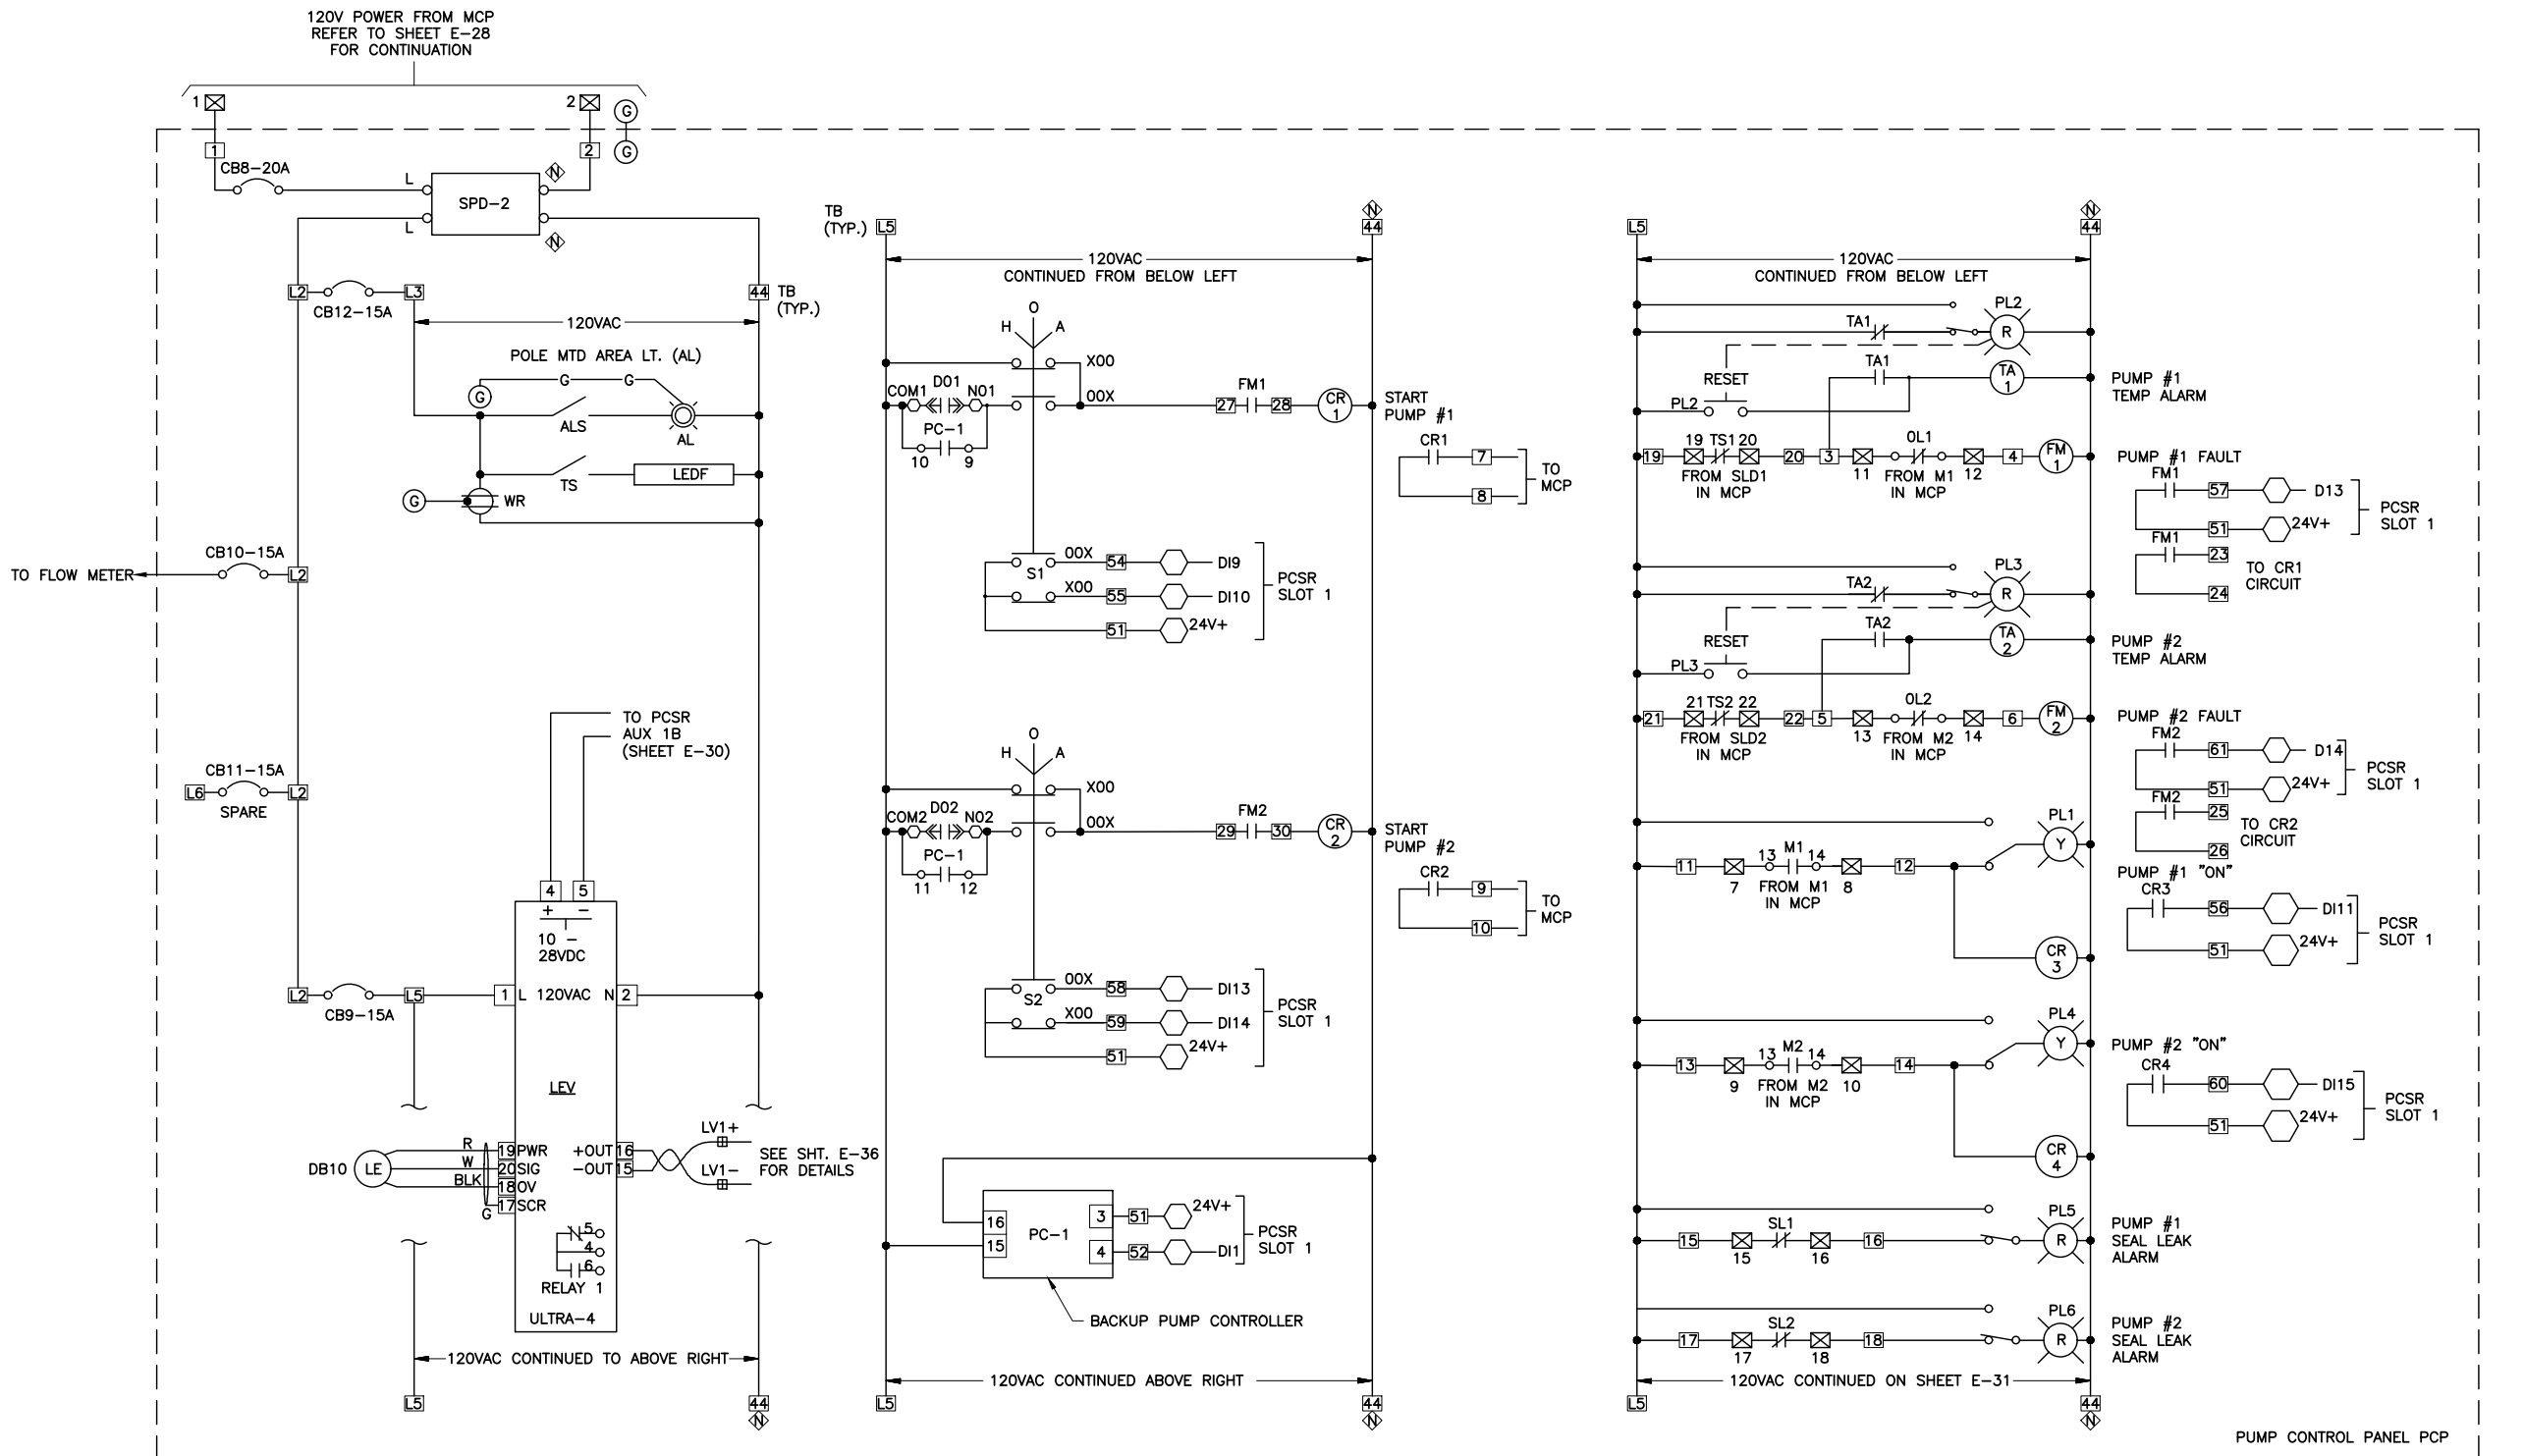 120V POWER FROM MCP
REFER TO SHEET E-28
FOR CONTINUATION
1
2
G
1
2
G
CB8-20A
L
N
SPD-2
L
N
L2
CB12-15A
L3
44
TB
(TYP.)
120VAC
POLE MTD AREA LT. (AL)
G
G
G
ALS
AL
TS
LEDF
G
WR
CB10-15A
TO FLOW METER
L2
TO PCSR
AUX 1B
(SHEET E-30)
CB11-15A
L6
L2
SPARE
4
5
+
-
10 -
28VDC
L2
L5
CB9-15A
1
L 120VAC N
2
LEV
DB10
LE
R
W
BLK
G
19
PWR
20
SIG
18
OV
17
SCR
+OUT
16
-OUT
15
LV1+
LV1-
SEE SHT. E-36
FOR DETAILS
5
4
6
RELAY 1
ULTRA-4
120VAC CONTINUED TO ABOVE RIGHT
L5
44
N
TB
(TYP.)
L5
N
44
120VAC
CONTINUED FROM BELOW LEFT
O
H
A
X00
COM1
D01
N01
00X
FM1
27
28
CR
1
START
PUMP #1
PC-1
10
9
CR1
7
8
TO
MCP
S1
00X
54
DI9
X00
55
DI10
51
24V+
PCSR
SLOT 1
O
H
A
X00
COM2
D02
N02
00X
FM2
29
30
CR
2
START
PUMP #2
PC-1
11
12
CR2
9
10
TO
MCP
S2
00X
58
DI13
X00
59
DI14
51
24V+
PCSR
SLOT 1
16
15
PC-1
3
51
24V+
4
52
DI1
PCSR
SLOT 1
BACKUP PUMP CONTROLLER
120VAC CONTINUED ABOVE RIGHT
L5
44
N
L5
N
44
120VAC
CONTINUED FROM BELOW LEFT
PL2
TA1
R
RESET
TA1
TA
1
PUMP #1
TEMP ALARM
PL2
19
19 TS1 20
20
3
11
OL1
12
4
FM
1
FROM SLD1
IN MCP
FROM M1
IN MCP
PUMP #1 FAULT
FM1
57
D13
51
24V+
PCSR
SLOT 1
FM1
23
24
TO CR1
CIRCUIT
PL3
TA2
R
RESET
TA2
TA
2
PUMP #2
TEMP ALARM
PL3
21
21 TS2 22
22
5
13
OL2
14
6
FM
2
FROM SLD2
IN MCP
FROM M2
IN MCP
PUMP #2 FAULT
FM2
61
D14
51
24V+
PCSR
SLOT 1
FM2
25
26
TO CR2
CIRCUIT
PL1
Y
11
7
13 M1 14
8
12
FROM M1
IN MCP
CR
3
PUMP #1 "ON"
CR3
56
DI11
51
24V+
PCSR
SLOT 1
PL4
Y
13
9
13 M2 14
10
14
FROM M2
IN MCP
CR
4
PUMP #2 "ON"
CR4
60
DI15
51
24V+
PCSR
SLOT 1
PL5
15
15
SL1
16
16
R
PUMP #1
SEAL LEAK
ALARM
PL6
17
17
SL2
18
18
R
PUMP #2
SEAL LEAK
ALARM
120VAC CONTINUED ON SHEET E-31
L5
44
N
PUMP CONTROL PANEL PCP